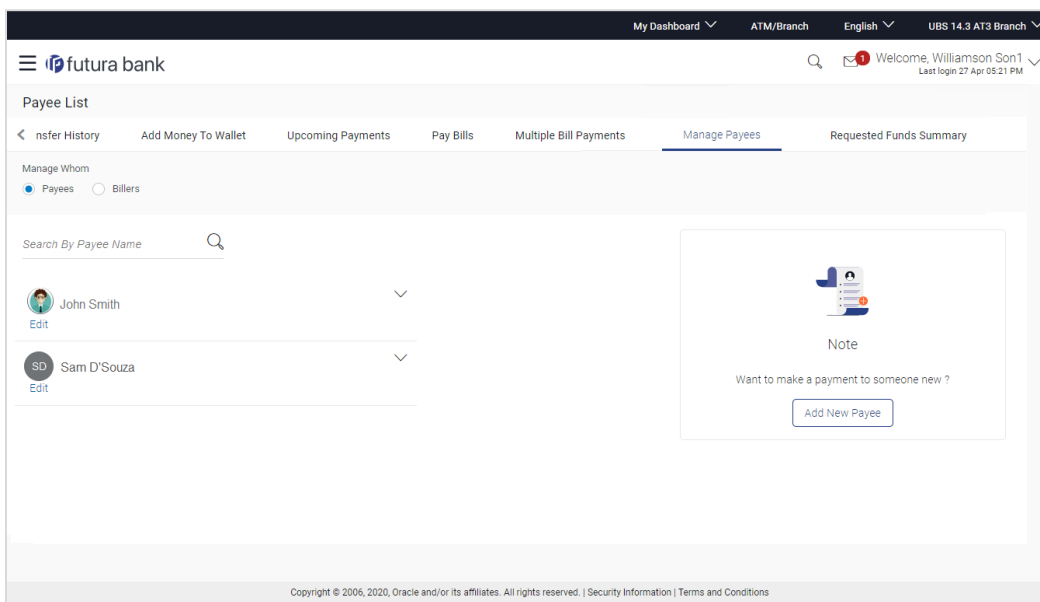 My Dashboard ATM/Branch English UBS 14.3 AT3 Branch
futura bank 1 Welcome, Williamson Son1
Last login 27 Apr 05:21 PM
Payee List
nsfer History Add Money To Wallet Upcoming Payments Pay Bills Multiple Bill Payments Manage Payees Requested Funds Summary
Manage Whom
Payees Billers
Search By Payee Name
John Smith
Edit
SD Sam D'Souza
Edit
Note
Want to make a payment to someone new ?
Add New Payee
Copyright © 2006, 2020, Oracle and/or its affiliates. All rights reserved. | Security Information | Terms and Conditions